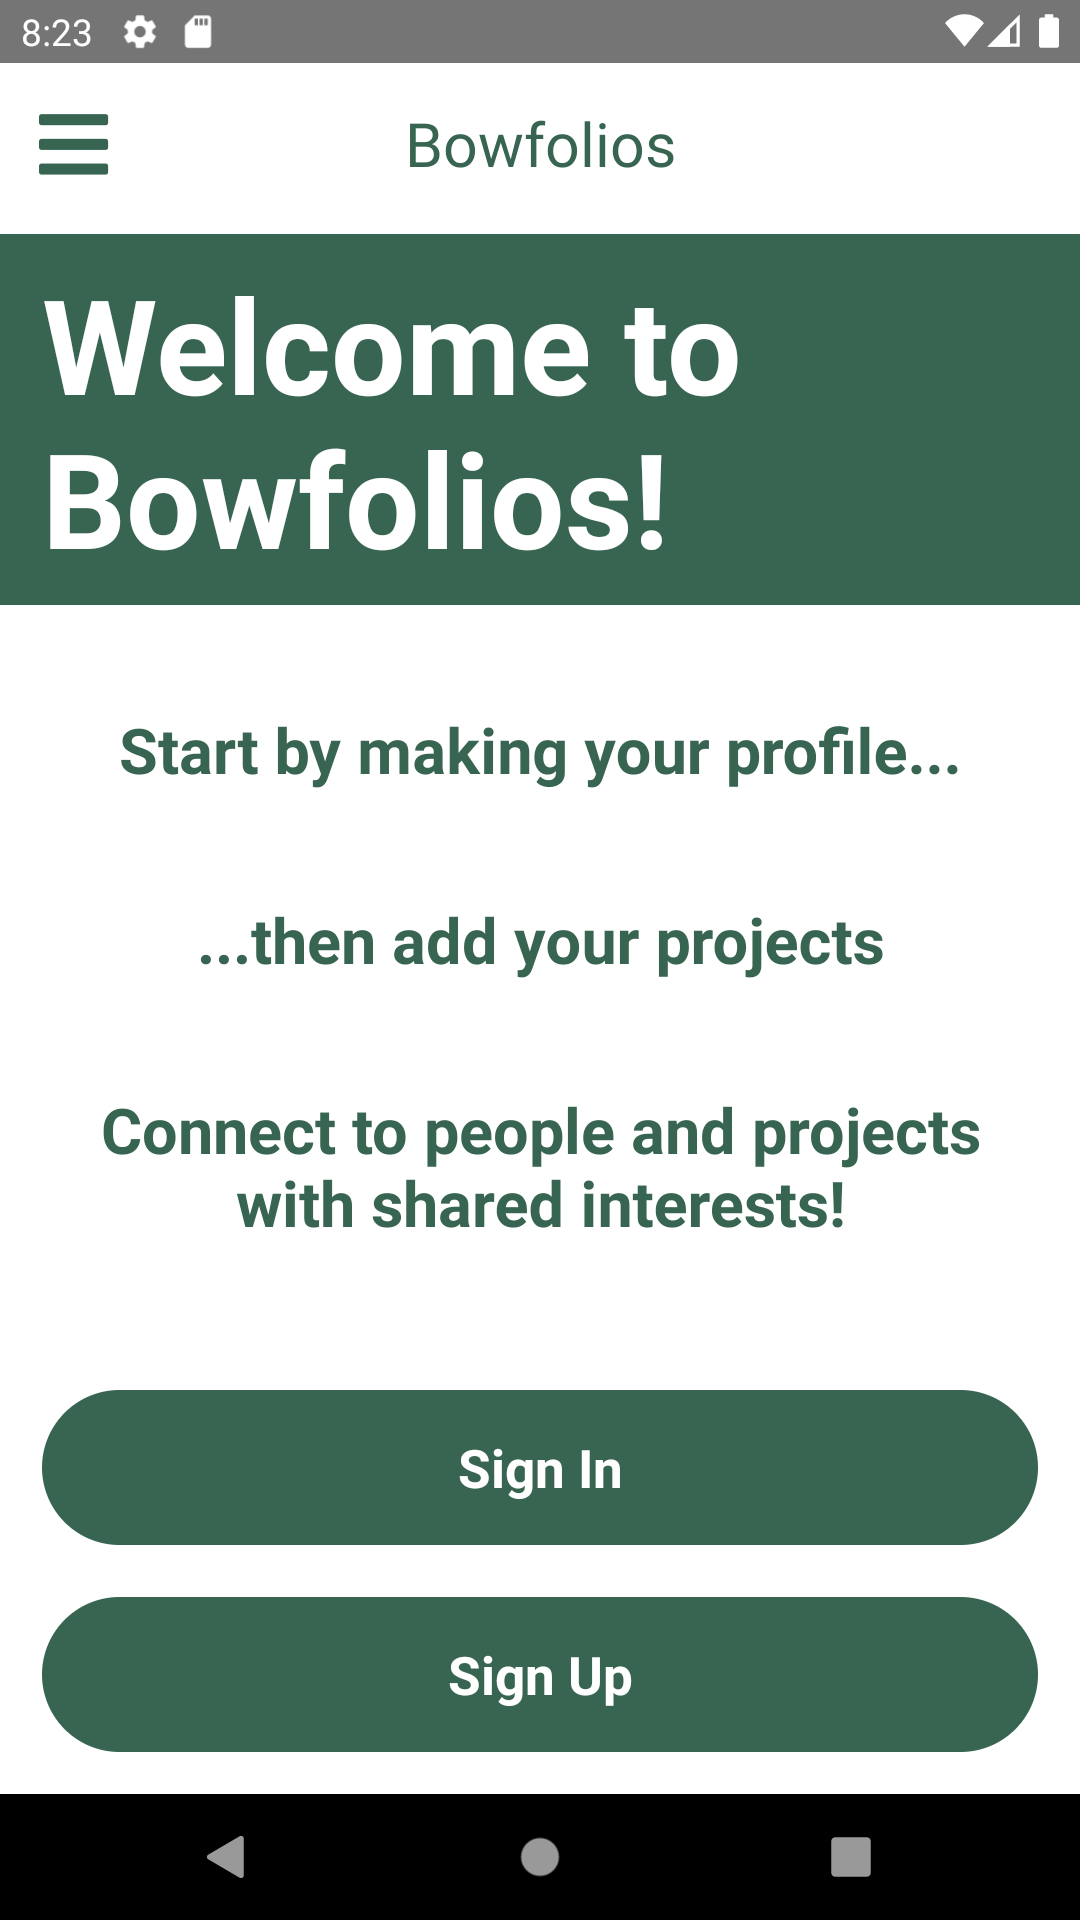 8:23
Bowfolios
Welcome to
Bowfolios!
Start by making your profile...
...then add your projects
Connect to people and projects
with shared interests!
Sign In
Sign Up